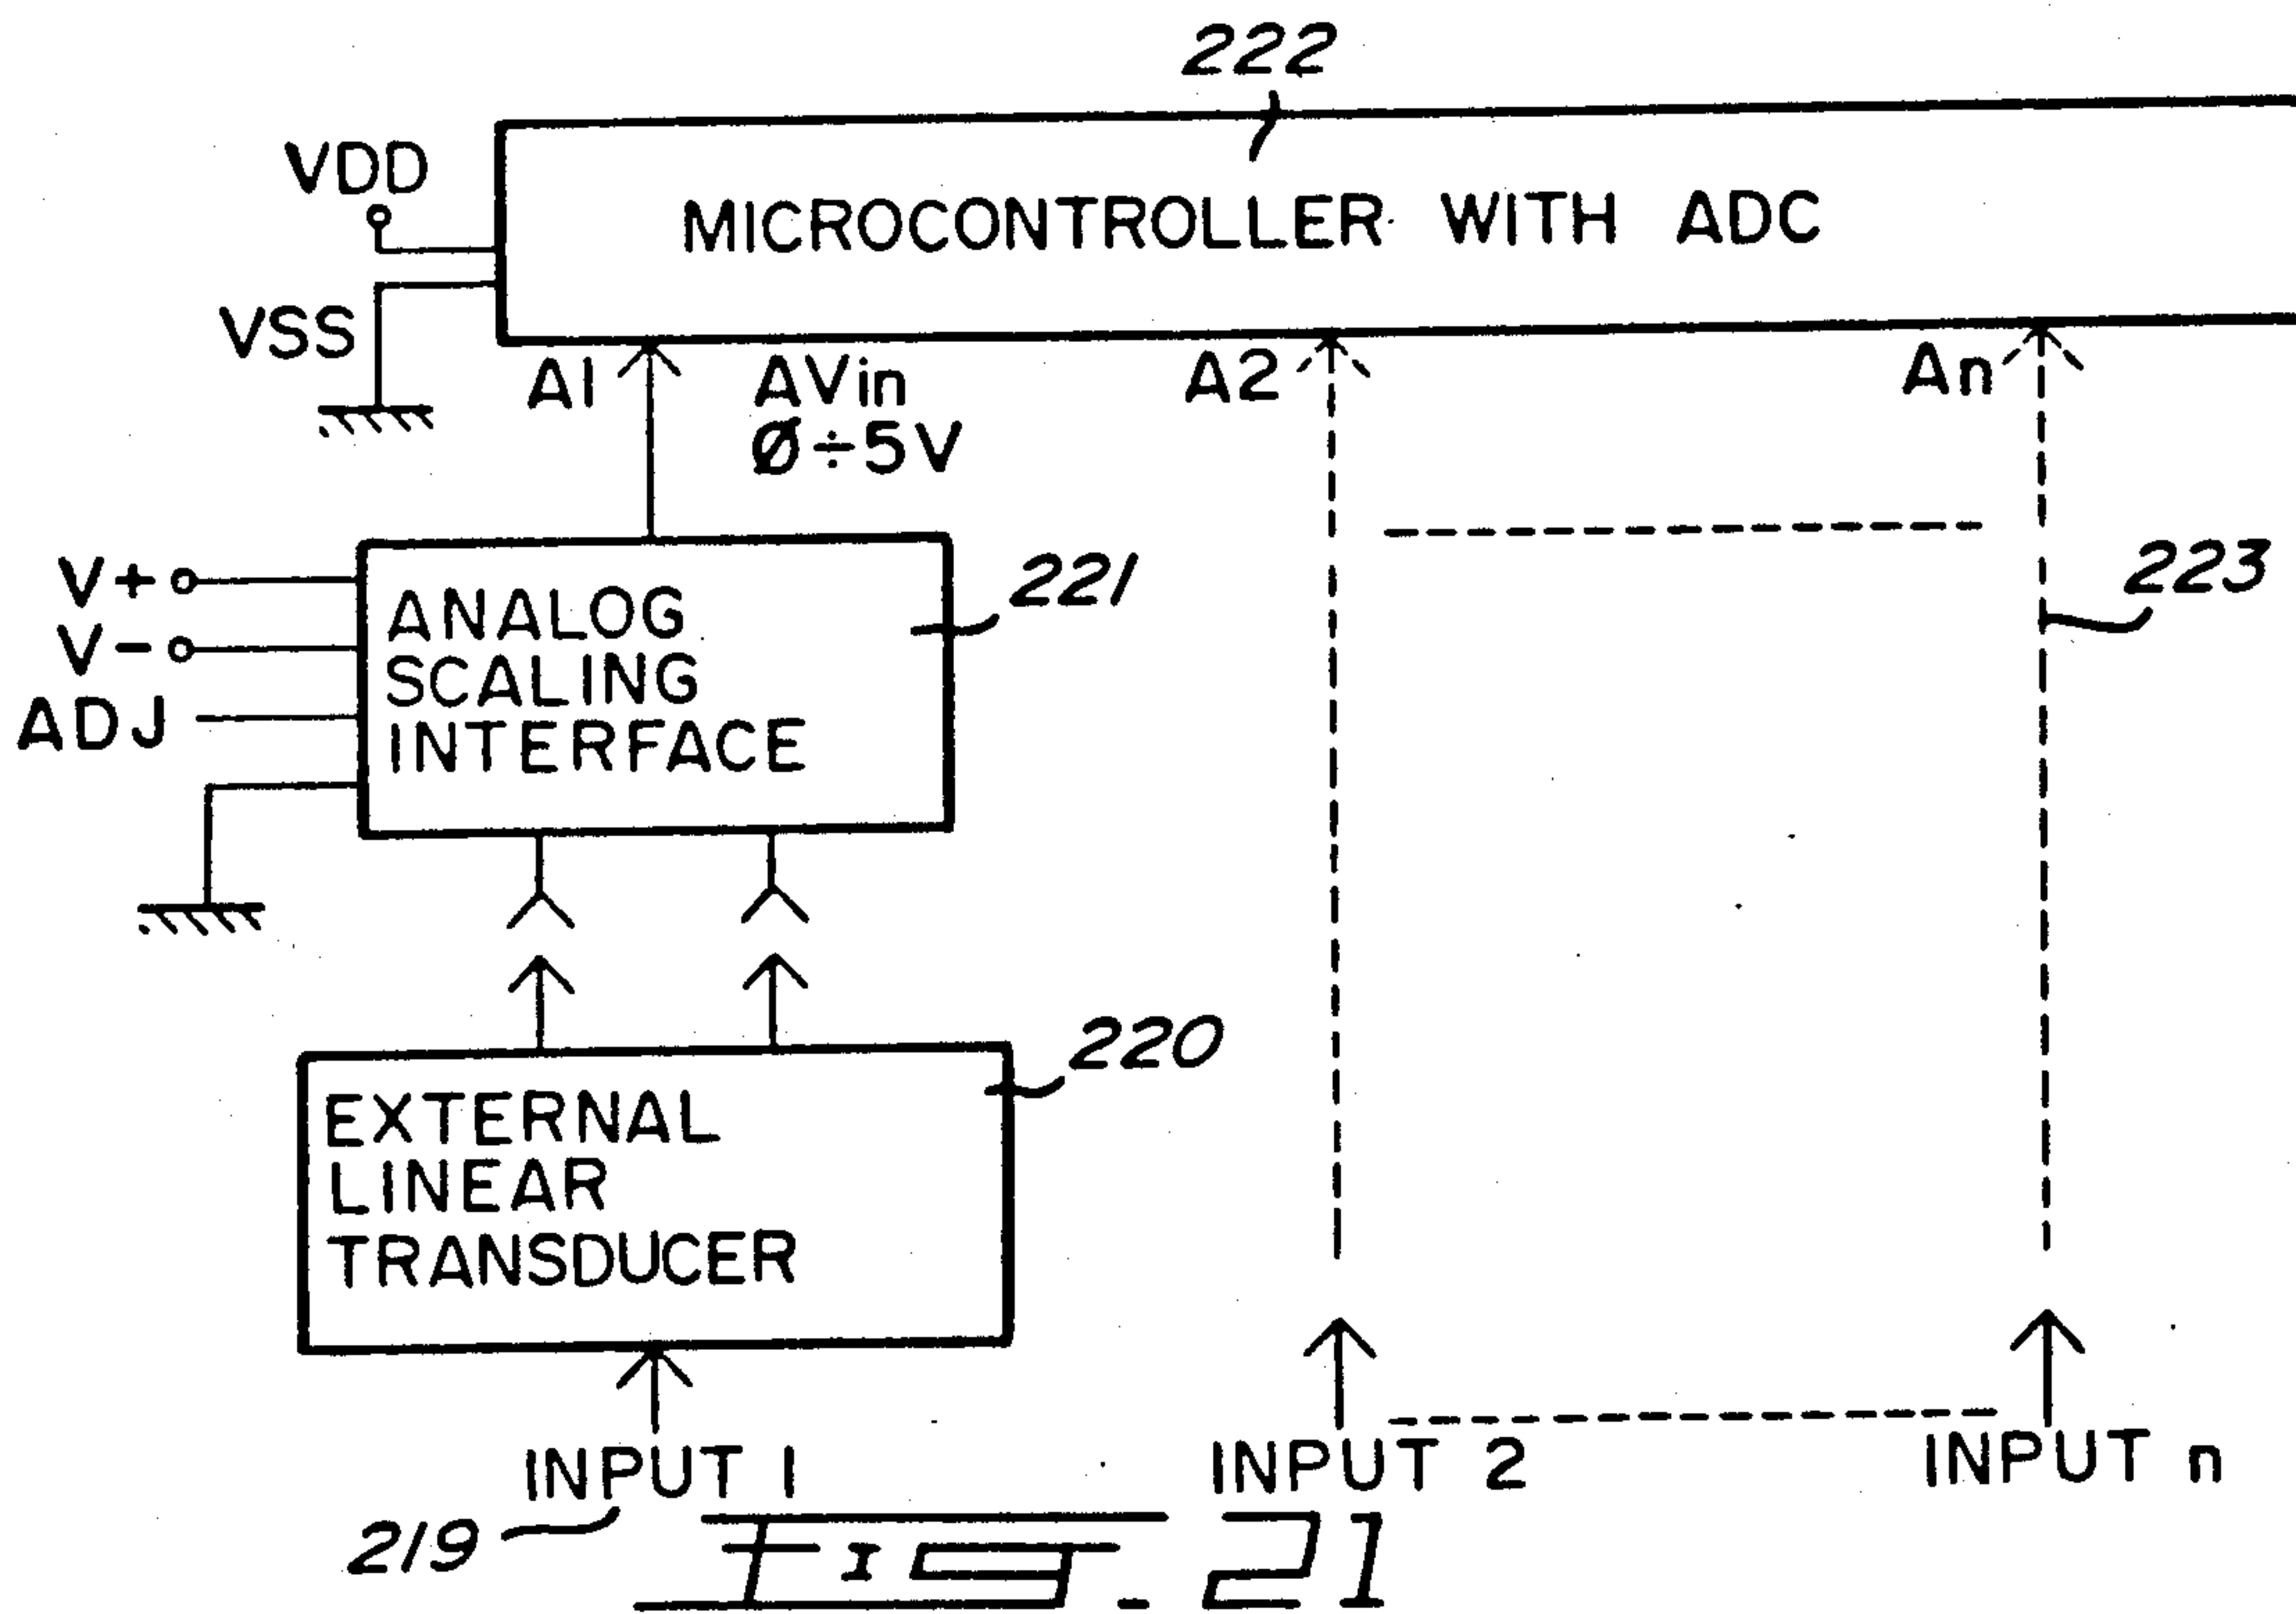 222
VDD
MICROCONTROLLER WITH ADC
VSS
A1
AVin
Ø÷5V
A2
An
V+
V-
ADJ
ANALOG
SCALING
INTERFACE
221
223
EXTERNAL
LINEAR
TRANSDUCER
220
INPUT 1
INPUT 2
INPUT n
219
FIG. 21